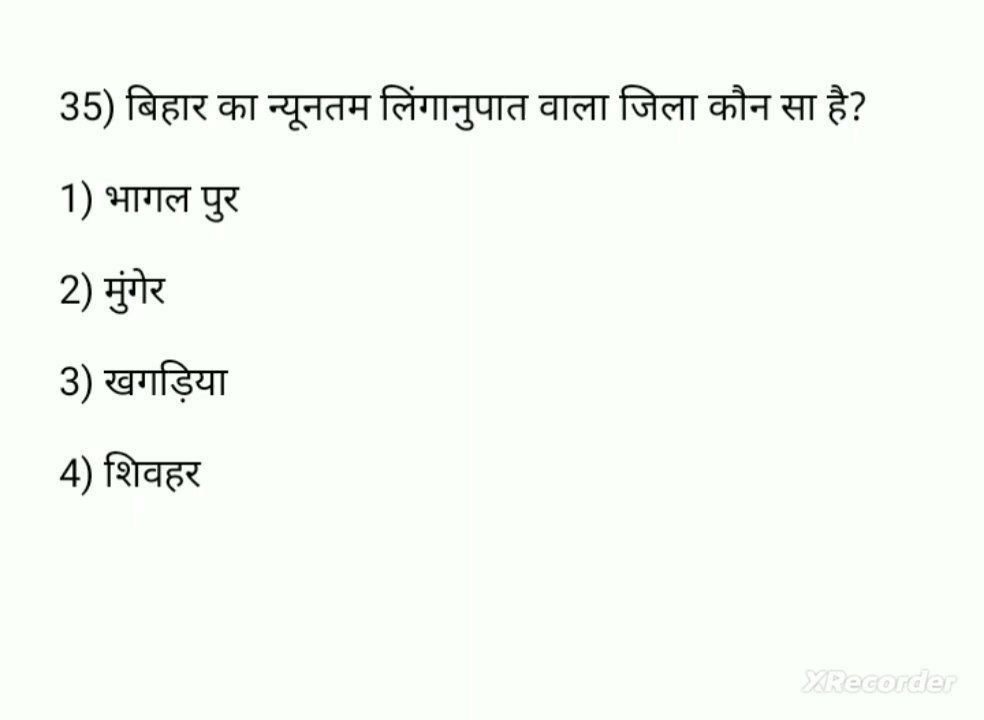 35) बिहार का न्यूनतम लिंगानुपात वाला जिला कौन सा है?
1) भागल पुर
2) मुंगेर
3) खगड़िया
4) शिवहर
XRecorder